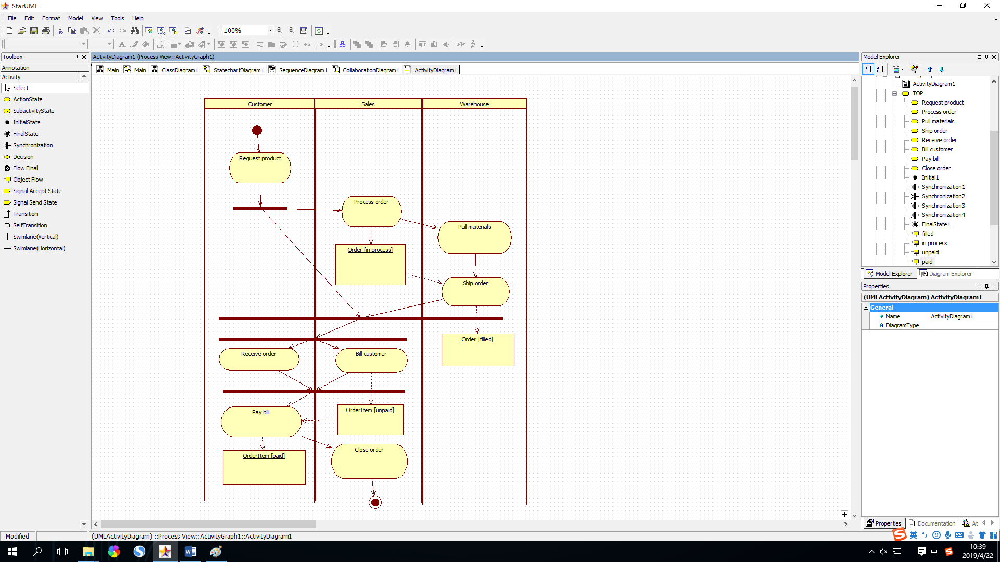 StarUML
File Edit Format Model View Tools Help
100%
Toolbox
Annotation
Activity
Select
ActionState
SubactivityState
InitialState
FinalState
Synchronization
Decision
Flow Final
Object Flow
Signal Accept State
Signal Send State
Transition
SelfTransition
Swimlane(Vertical)
Swimlane(Horizontal)
ActivityDiagram1 (Process View::ActivityGraph1)
Main Main ClassDiagram1 StatechartDiagram1 SequenceDiagram1 CollaborationDiagram1 ActivityDiagram1
Customer Sales Warehouse
Request product
Process order
Pull materials
Order [in process]
Ship order
Order [filled]
Receive order
Bill customer
Pay bill
OrderItem [unpaid]
Close order
OrderItem [paid]
Model Explorer
ActivityDiagram1
TOP
Request product
Process order
Pull materials
Ship order
Receive order
Bill customer
Pay bill
Close order
Initial1
Synchronization1
Synchronization2
Synchronization3
Synchronization4
FinalState1
filled
in process
unpaid
paid
Model Explorer Diagram Explorer
Properties
(UMLActivityDiagram) ActivityDiagram1
General
Name ActivityDiagram1
DiagramType
Properties Documentation At
Modified
(UMLActivityDiagram) ::Process View::ActivityGraph1::ActivityDiagram1
英
中
10:39
2019/4/22